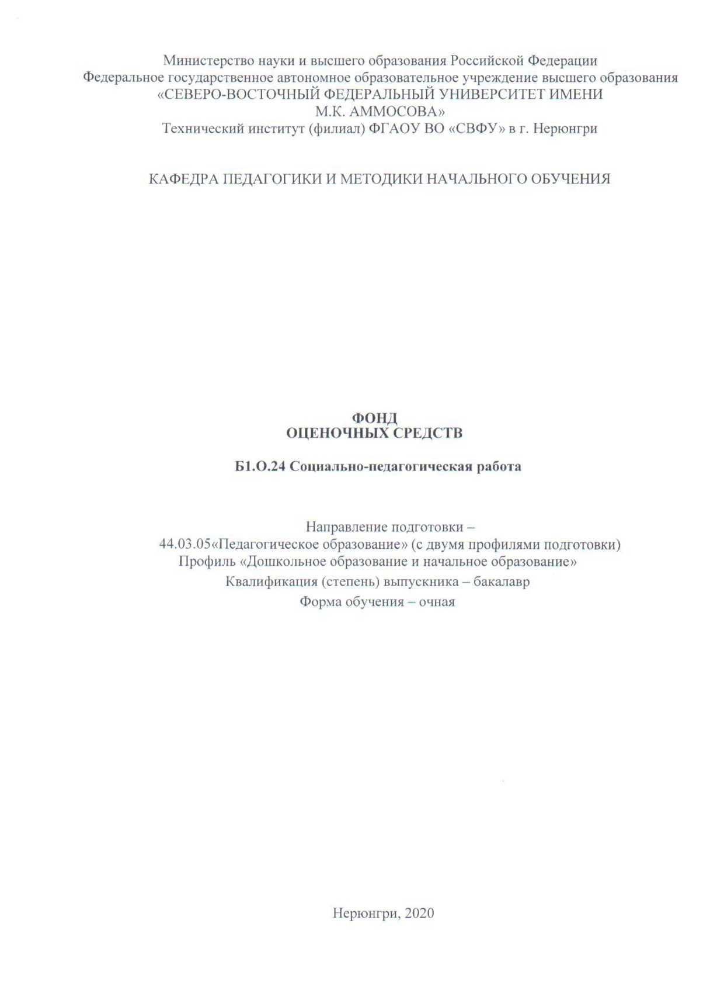 Министерство науки и высшего образования Российской Федерации
Федеральное государственное автономное образовательное учреждение высшего образования
«СЕВЕРО-ВОСТОЧНЫЙ ФЕДЕРАЛЬНЫЙ УНИВЕРСИТЕТ ИМЕНИ
М.К. АММОСОВА»
Технический институт (филиал) ФГАОУ ВО «СВФУ» в г. Нерюнгри
КАФЕДРА ПЕДАГОГИКИ И МЕТОДИКИ НАЧАЛЬНОГО ОБУЧЕНИЯ
ФОНД
ОЦЕНОЧНЫХ СРЕДСТВ
Б1.О.24 Социально-педагогическая работа
Направление подготовки –
44.03.05«Педагогическое образование» (с двумя профилями подготовки)
Профиль «Дошкольное образование и начальное образование»
Квалификация (степень) выпускника – бакалавр
Форма обучения – очная
Нерюнгри, 2020